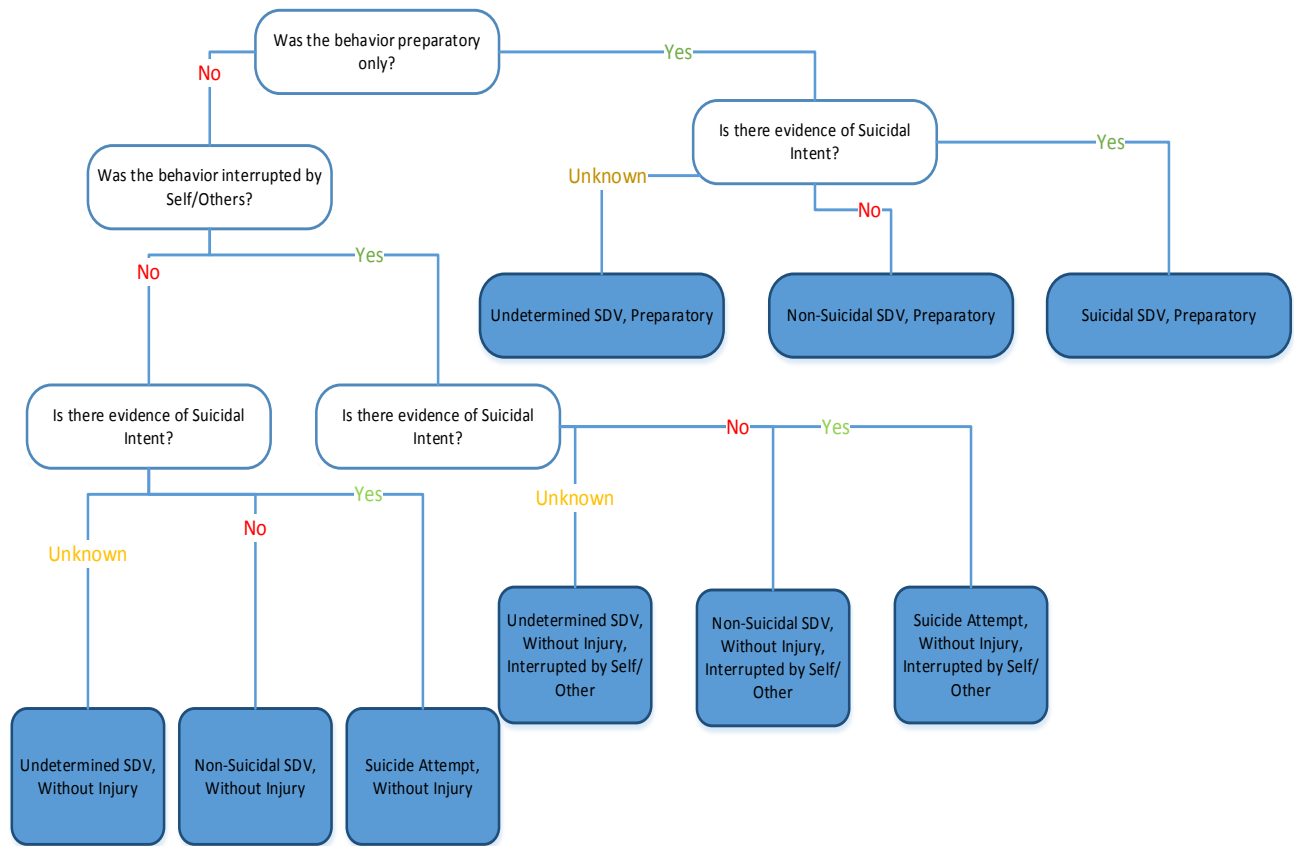 Was the behavior preparatory
only?
Yes
No
Is there evidence of Suicidal
Intent?
Yes
Was the behavior interrupted by
Self/Others?
Unknown
No
Yes
No
Undetermined SDV, Preparatory
Non-Suicidal SDV, Preparatory
Suicidal SDV, Preparatory
Is there evidence of Suicidal
Intent?
Is there evidence of Suicidal
Intent?
No
Yes
Unknown
Yes
No
Unknown
Undetermined SDV,
Without Injury,
Interrupted by Self/
Other
Non-Suicidal SDV,
Without Injury,
Interrupted by Self/
Other
Suicide Attempt,
Without Injury,
Interrupted by Self/
Other
Undetermined SDV,
Without Injury
Non-Suicidal SDV,
Without Injury
Suicide Attempt,
Without Injury